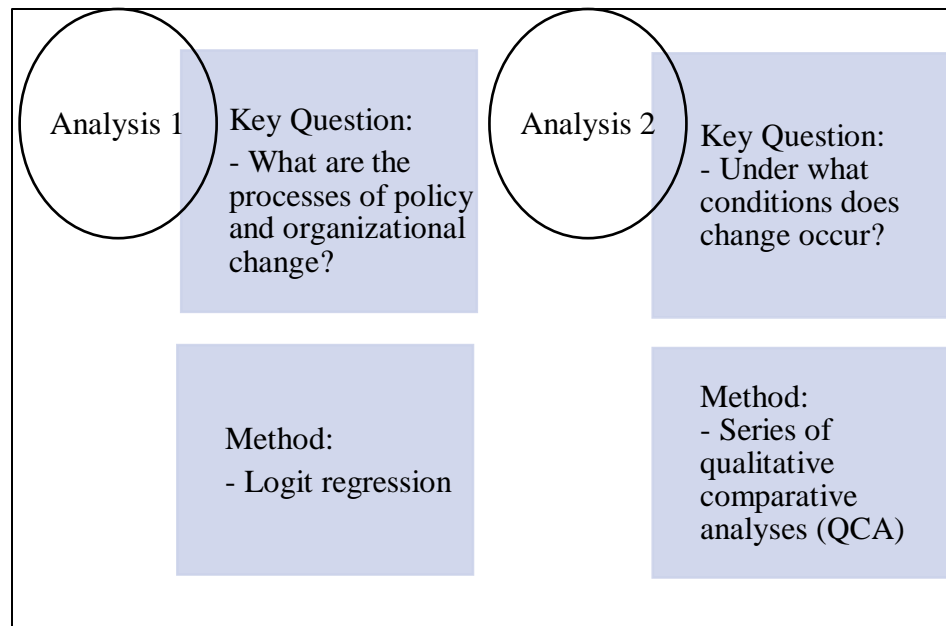 Analysis 1
Key Question:
- What are the
processes of policy
and organizational
change?
Method:
- Logit regression
Analysis 2
Key Question:
- Under what
conditions does
change occur?
Method:
- Series of
qualitative
comparative
analyses (QCA)